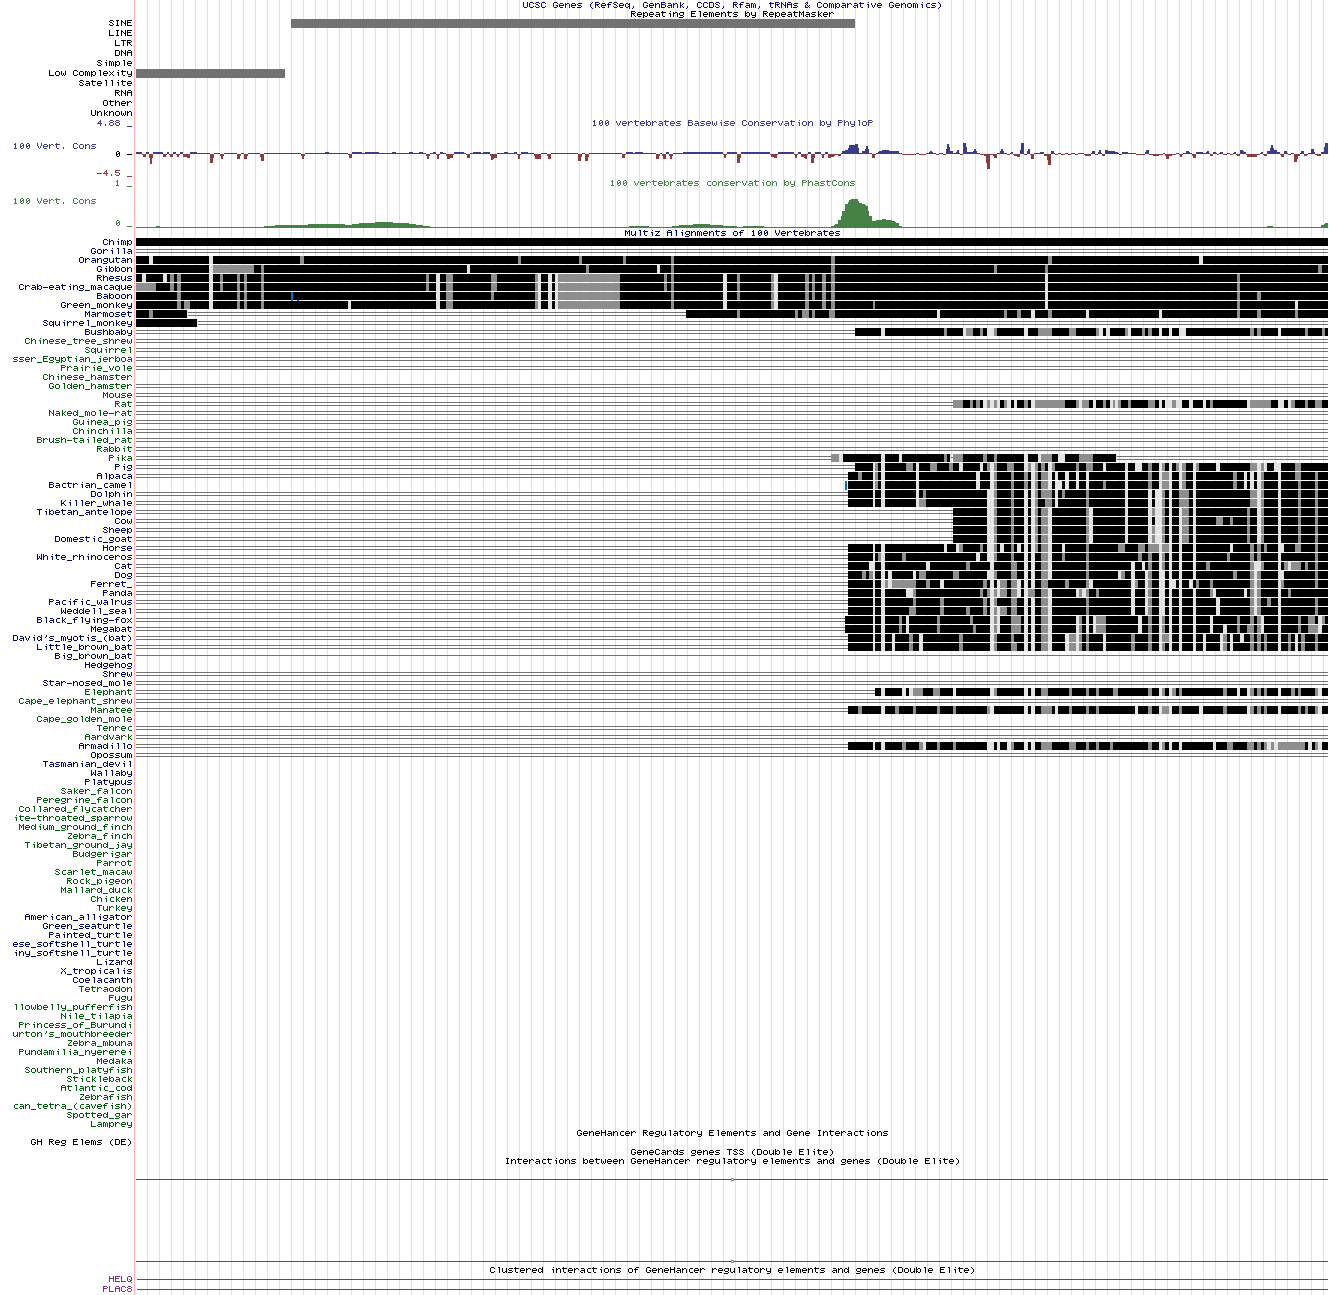 UCSC Genes (RefSeq, GenBank, CCDS, Rfam, tRNAs & Comparative Genomics)
Repeating Elements by RepeatMasker
SINE
LINE
LTR
DNA
Simple
Low Complexity
Satellite
RNA
Other
Unknown
100 vertebrates Basewise Conservation by PhyloP
4.88 _
100 Vert. Cons
0 -
-4.5 _
100 vertebrates conservation by PhastCons
1 _
100 Vert. Cons
0 _
Multiz Alignments of 100 Vertebrates
Chimp
Gorilla
Orangutan
Gibbon
Rhesus
Crab-eating_macaque
Baboon
Green_monkey
Marmoset
Squirrel_monkey
Bushbaby
Chinese_tree_shrew
Squirrel
sser_Egyptian_jerboa
Prairie_vole
Chinese_hamster
Golden_hamster
Mouse
Rat
Naked_mole-rat
Guinea_pig
Chinchilla
Brush-tailed_rat
Rabbit
Pika
Pig
Alpaca
Bactrian_camel
Dolphin
Killer_whale
Tibetan_antelope
Cow
Sheep
Domestic_goat
Horse
White_rhinoceros
Cat
Dog
Ferret_
Panda
Pacific_walrus
Weddell_seal
Black_flying-fox
Megabat
David's_myotis_(bat)
Little_brown_bat
Big_brown_bat
Hedgehog
Shrew
Star-nosed_mole
Elephant
Cape_elephant_shrew
Manatee
Cape_golden_mole
Tenrec
Aardvark
Armadillo
Opossum
Tasmanian_devil
Wallaby
Platypus
Saker_falcon
Peregrine_falcon
Collared_flycatcher
ite-throated_sparrow
Medium_ground_finch
Zebra_finch
Tibetan_ground_jay
Budgerigar
Parrot
Scarlet_macaw
Rock_pigeon
Mallard_duck
Chicken
Turkey
American_alligator
Green_seaturtle
Painted_turtle
ese_softshell_turtle
iny_softshell_turtle
Lizard
X_tropicalis
Coelacanth
Tetraodon
Fugu
llowbelly_pufferfish
Nile_tilapia
Princess_of_Burundi
urton's_mouthbreeder
Zebra_mbuna
Pundamilia_nyererei
Medaka
Southern_platyfish
Stickleback
Atlantic_cod
Zebrafish
can_tetra_(cavefish)
Spotted_gar
Lamprey
GeneHancer Regulatory Elements and Gene Interactions
GH Reg Elems (DE)
GeneCards genes TSS (Double Elite)
Interactions between GeneHancer regulatory elements and genes (Double Elite)
Clustered interactions of GeneHancer regulatory elements and genes (Double Elite)
HELQ
PLAC8